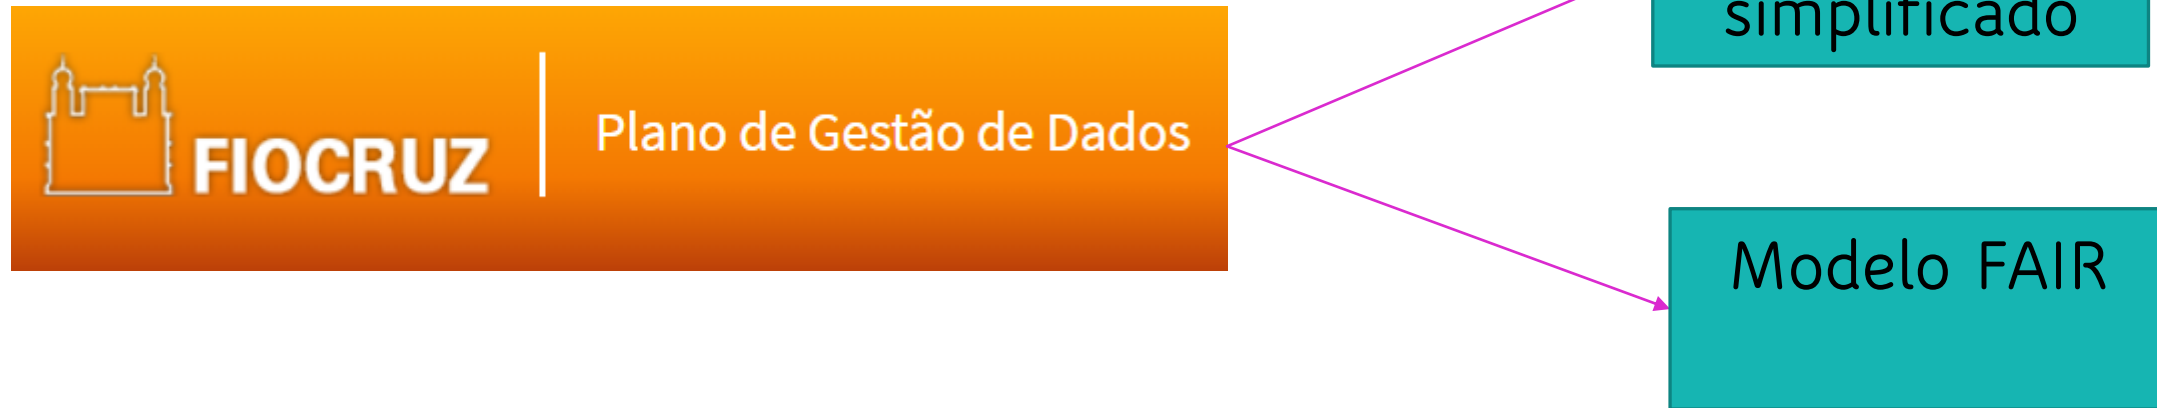 simplificado
FIOCRUZ
Plano de Gestão de Dados
Modelo FAIR